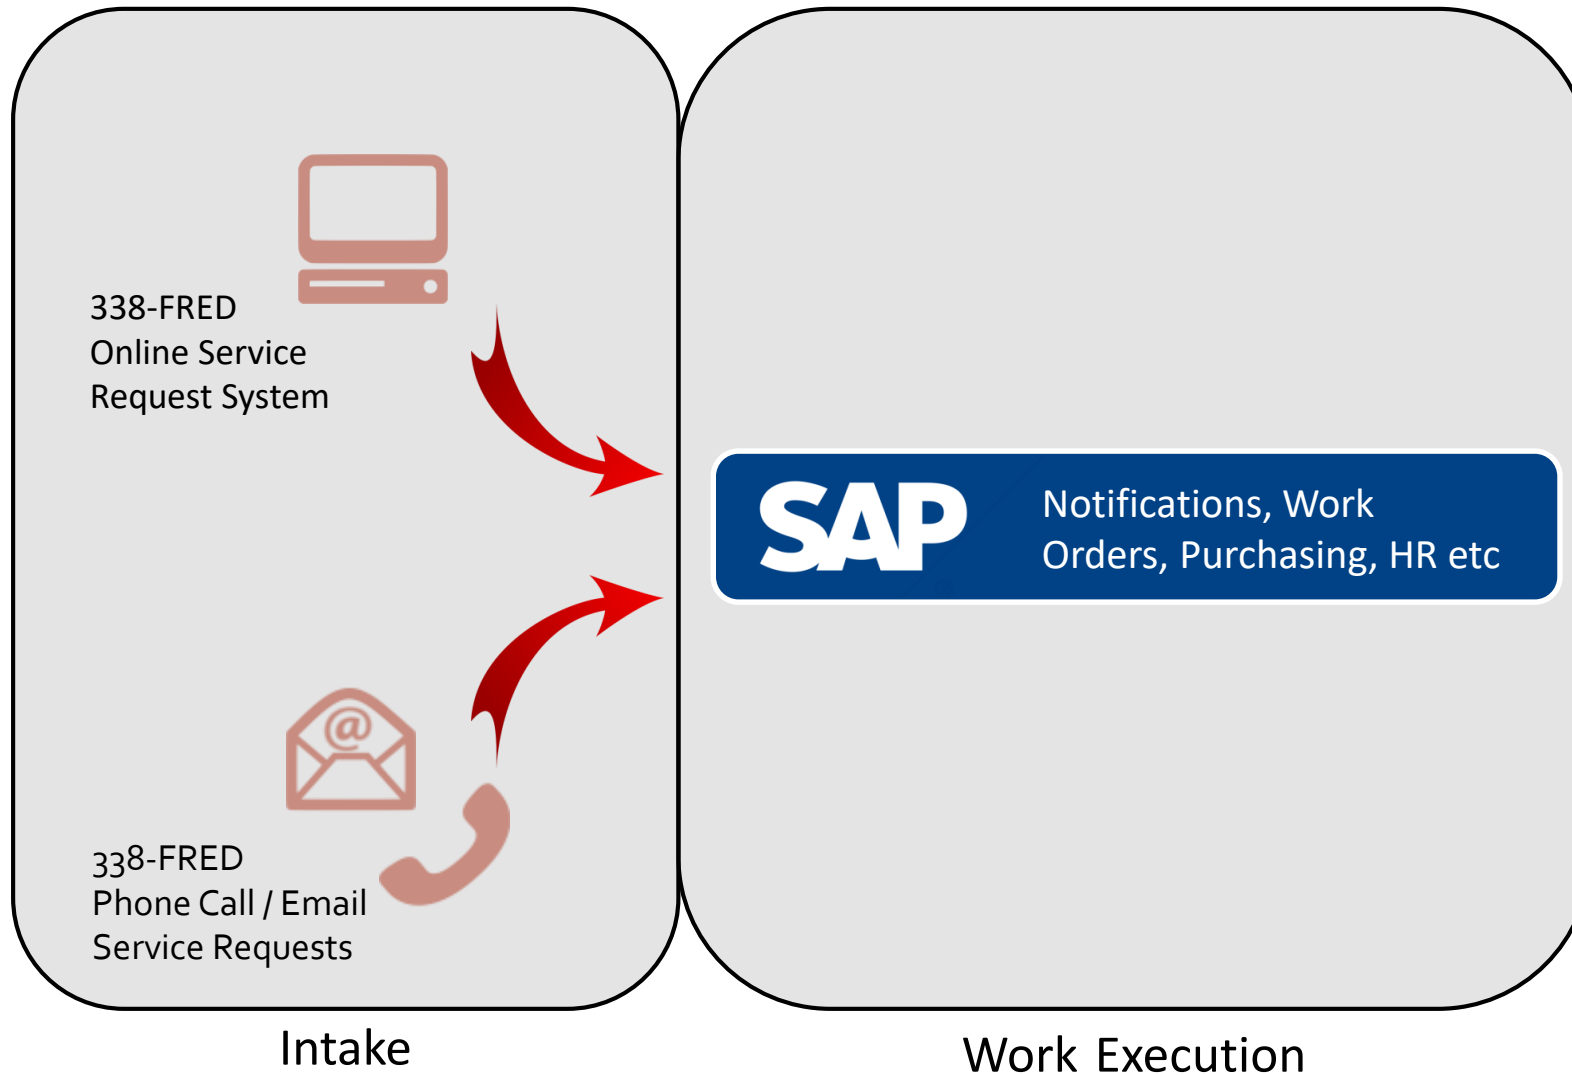 338-FRED
Online Service
Request System
SAP
Notifications, Work
Orders, Purchasing, HR etc
@
338-FRED
Phone Call / Email
Service Requests
Intake
Work Execution